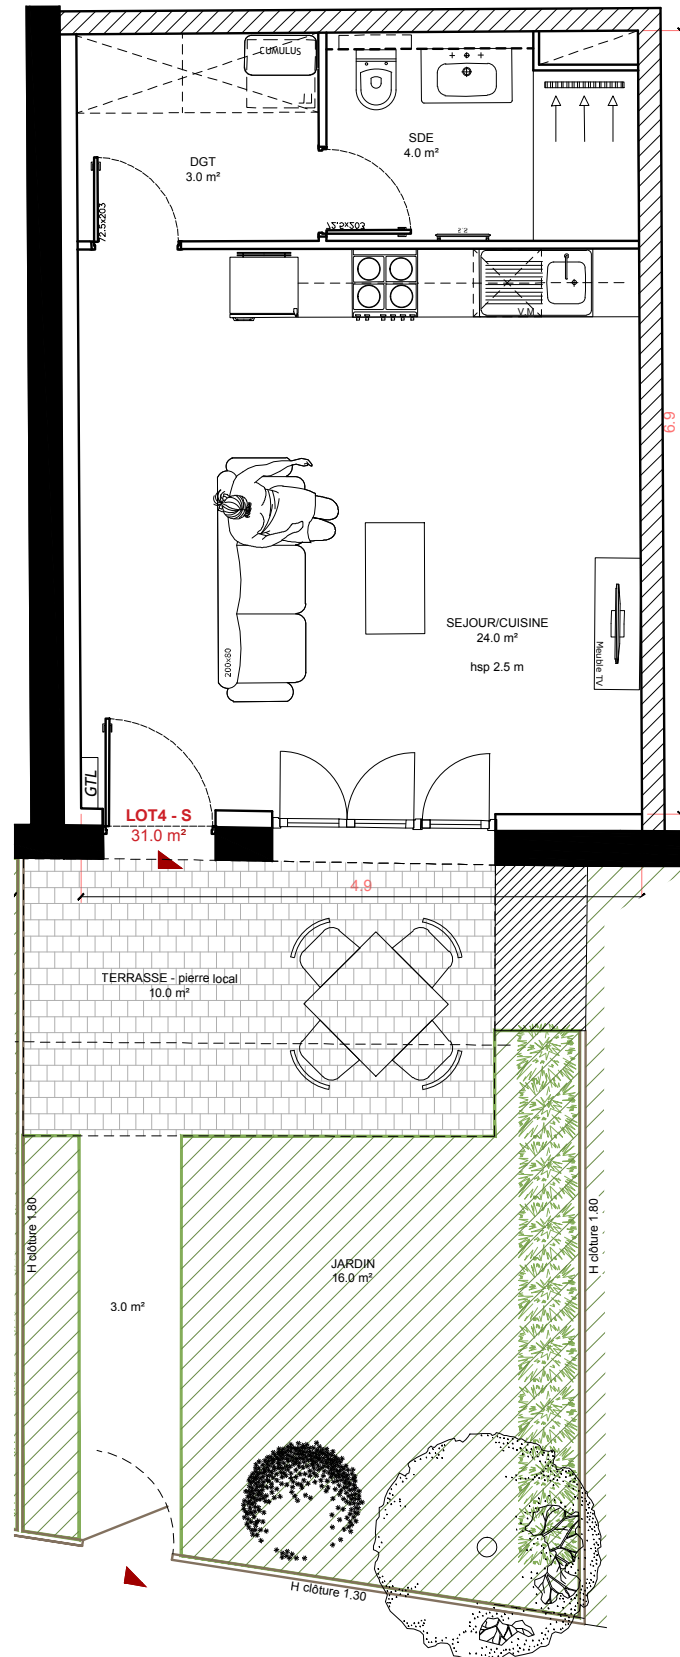 CUMULUS
DGT
3.0 m²
SDE
4.0 m²
72.5x203
72.5x203
S.S
V.M
6.9
200x80
SEJOUR/CUISINE
24.0 m²
hsp 2.5 m
Meuble TV
GTL
LOT4 - S
31.0 m²
4.9
TERRASSE - pierre local
10.0 m²
H clôture 1.80
H clôture 1.80
JARDIN
16.0 m²
3.0 m²
H clôture 1.30